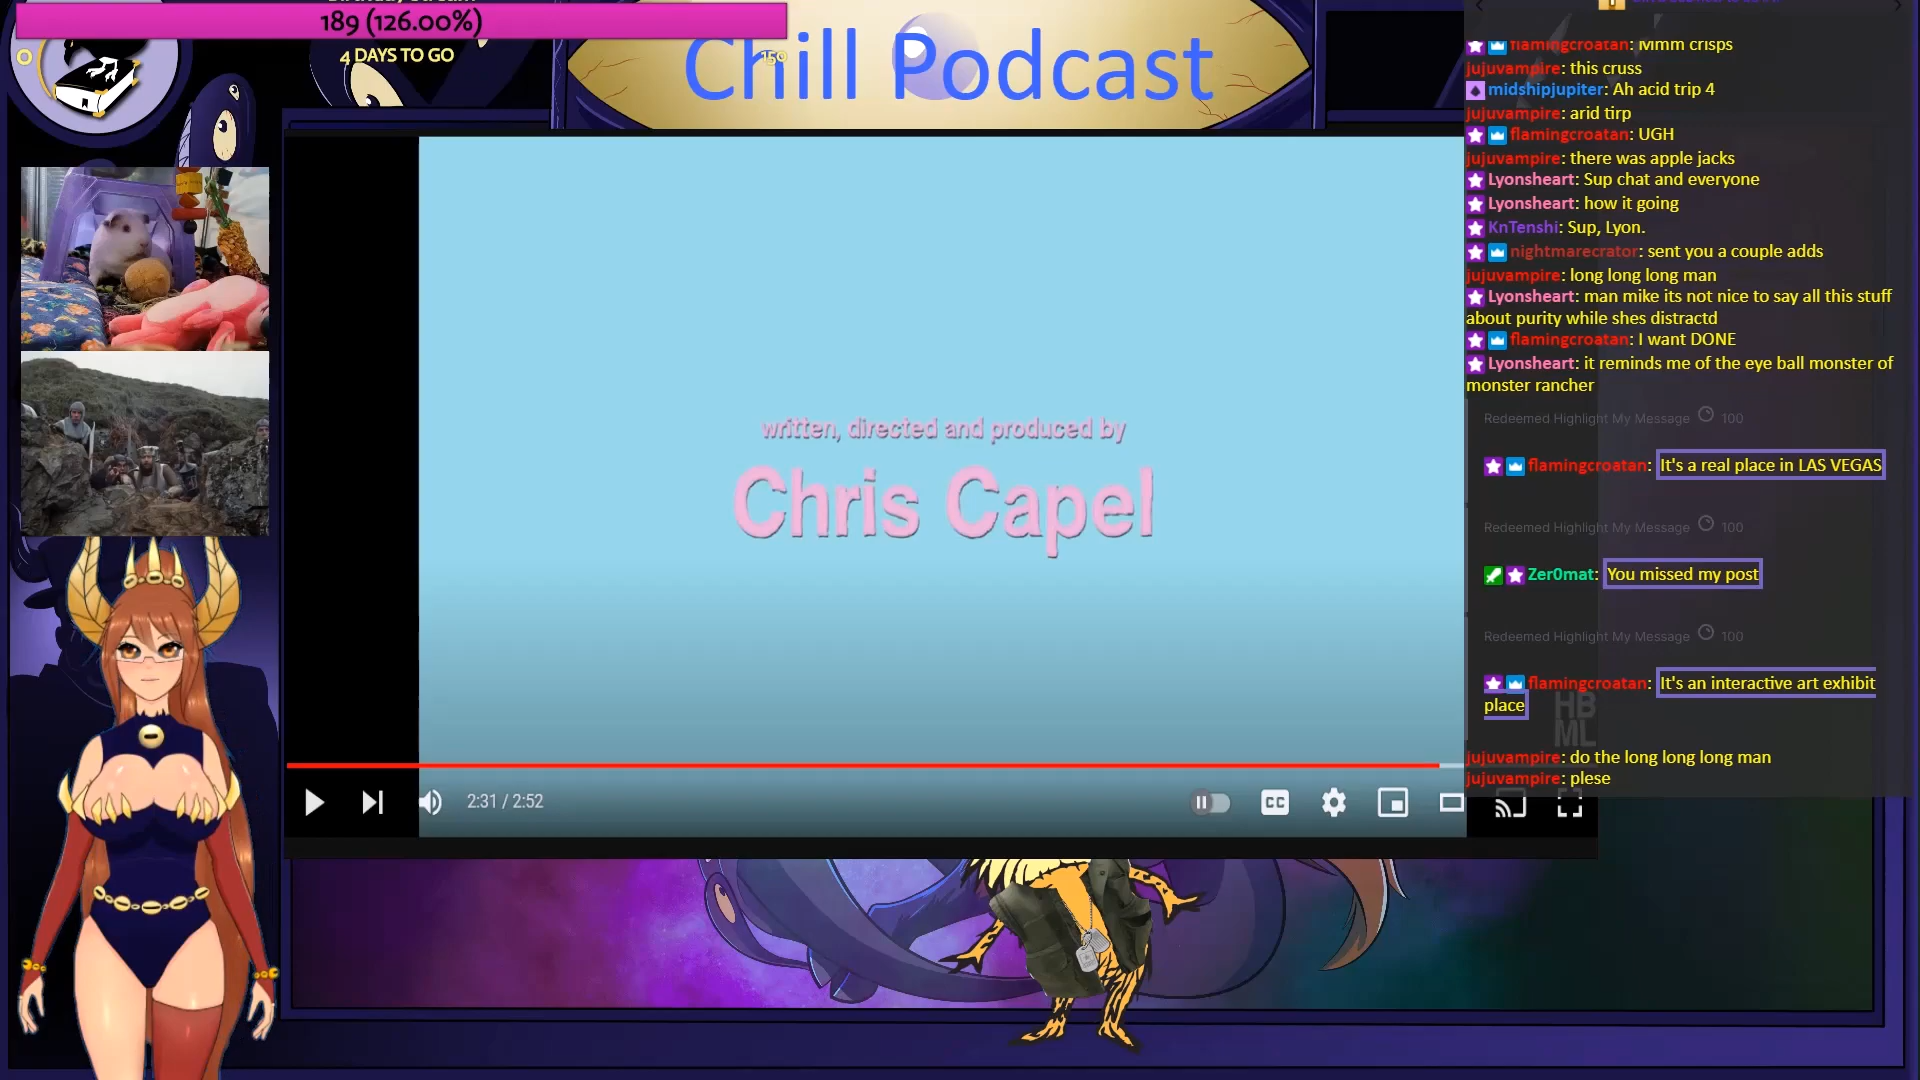 189 (126.00%)
4 DAYS TO GO
0
150
Chill Podcast
written, directed and produced by
Chris Capel
2:31 / 2:52
CC
HB
ML
flamingcroatan: Mmm crisps
jujuvampire: this cruss
midshipjupiter: Ah acid trip 4
jujuvampire: arid tirp
flamingcroatan: UGH
jujuvampire: there was apple jacks
Lyonsheart: Sup chat and everyone
Lyonsheart: how it going
KnTenshi: Sup, Lyon.
nightmarecrator: sent you a couple adds
jujuvampire: long long long man
Lyonsheart: man mike its not nice to say all this stuff
about purity while shes distractd
flamingcroatan: I want DONE
Lyonsheart: it reminds me of the eye ball monster of
monster rancher
Redeemed Highlight My Message 100
flamingcroatan: It's a real place in LAS VEGAS
Redeemed Highlight My Message 100
Zer0mat: You missed my post
Redeemed Highlight My Message 100
flamingcroatan: It's an interactive art exhibit
place
jujuvampire: do the long long long man
jujuvampire: plese